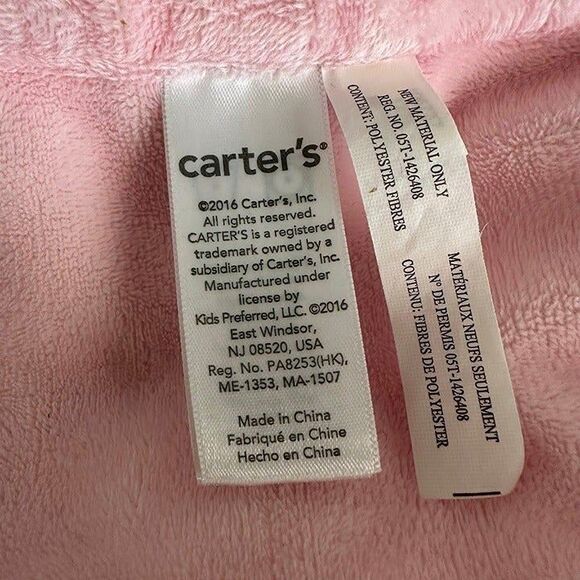 carter's®
©2016 Carter's, Inc.
All rights reserved.
CARTER'S is a registered
trademark owned by a
subsidiary of Carter's, Inc.
Manufactured under
license by
Kids Preferred, LLC. ©2016
East Windsor,
NJ 08520, USA
Reg. No. PA8253(HK),
ME-1353, MA-1507
Made in China
Fabriqué en Chine
Hecho en China
NEW MATERIAL ONLY
REG. NO. 05T-1426408
CONTENT: POLYESTER FIBRES
MATÉRIAUX NEUFS SEULEMENT
N° DE PERMIS 05T-1426408
CONTENU: FIBRES DE POLYESTER